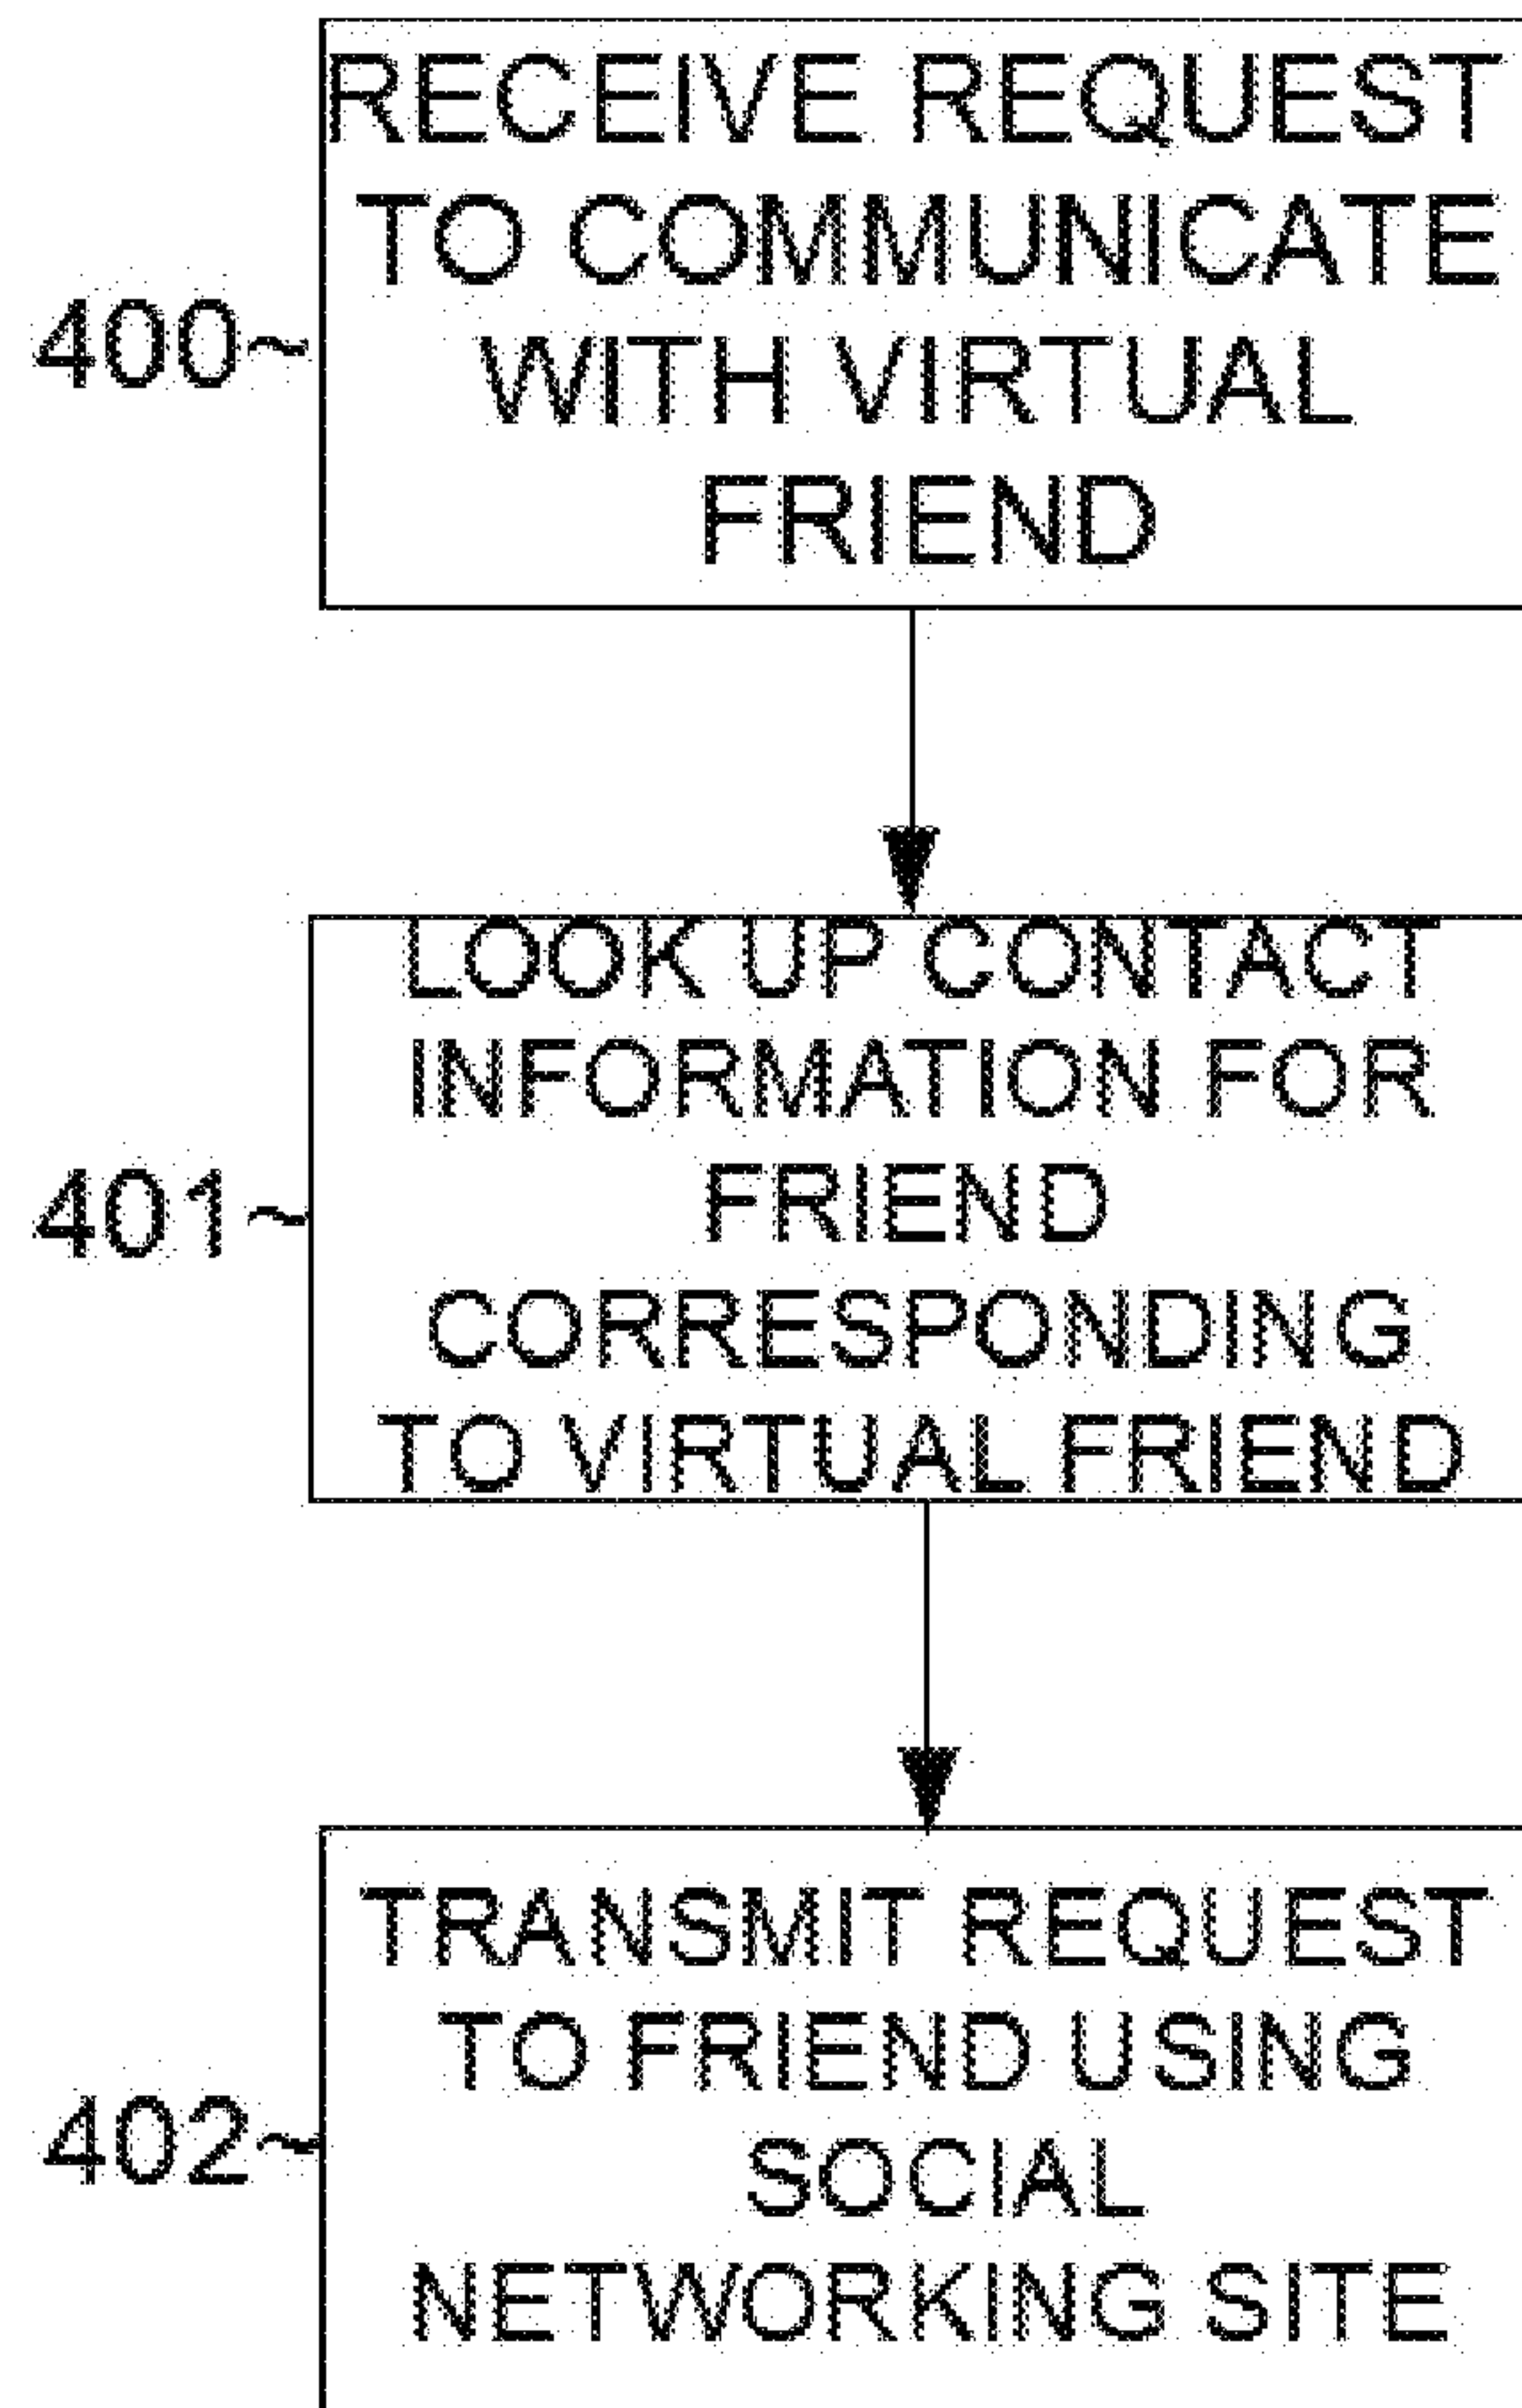 RECEIVE REQUEST
TO COMMUNICATE
WITH VIRTUAL
FRIEND
400~
LOOK UP CONTACT
INFORMATION FOR
FRIEND
CORRESPONDING
TO VIRTUAL FRIEND
401~
TRANSMIT REQUEST
TO FRIEND USING
SOCIAL
NETWORKING SITE
402~